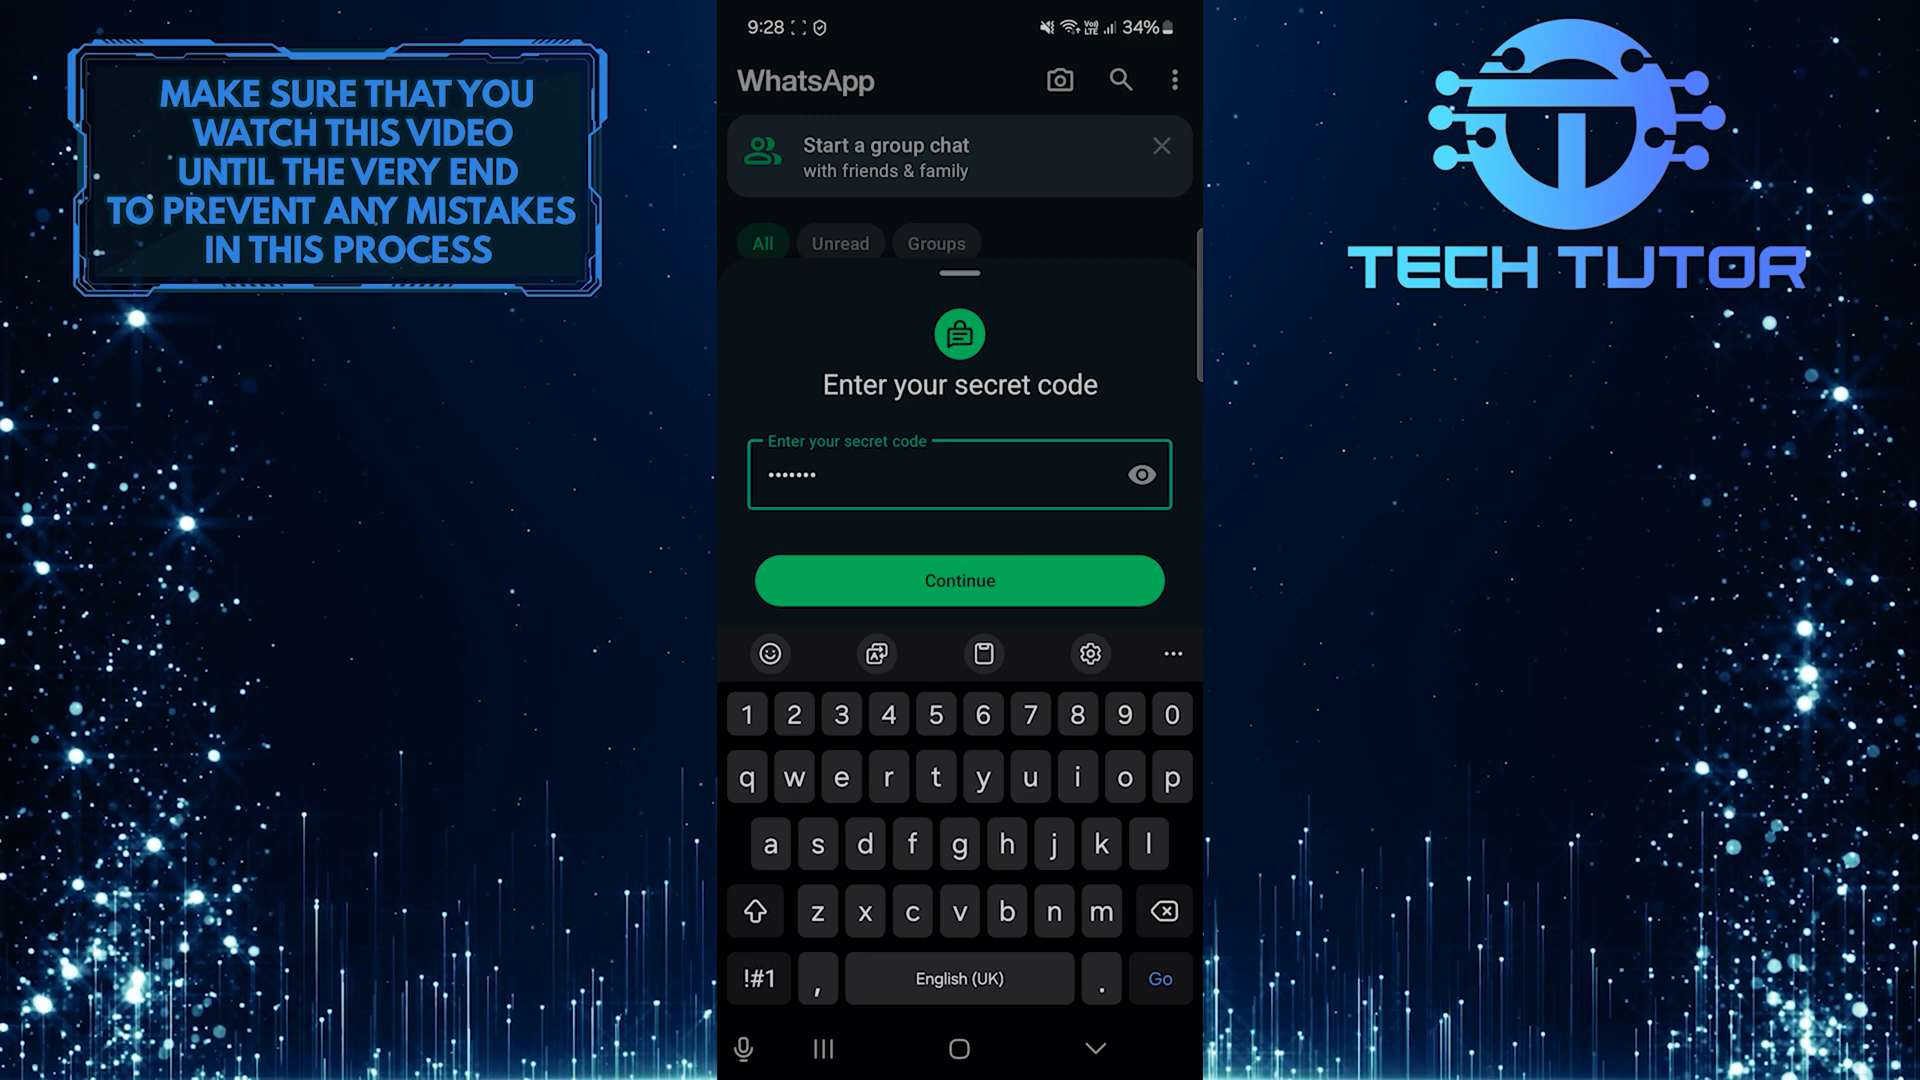 MAKE SURE THAT YOU
WATCH THIS VIDEO
UNTIL THE VERY END
TO PREVENT ANY MISTAKES
IN THIS PROCESS
9:28
Vo)) LTE 34%
WhatsApp
Start a group chat
with friends & family
All Unread Groups
Enter your secret code
Enter your secret code
•••••••
Continue
1 2 3 4 5 6 7 8 9 0
q w e r t y u i o p
a s d f g h j k l
z x c v b n m
!#1 , English (UK) . Go
TECH TUTOR